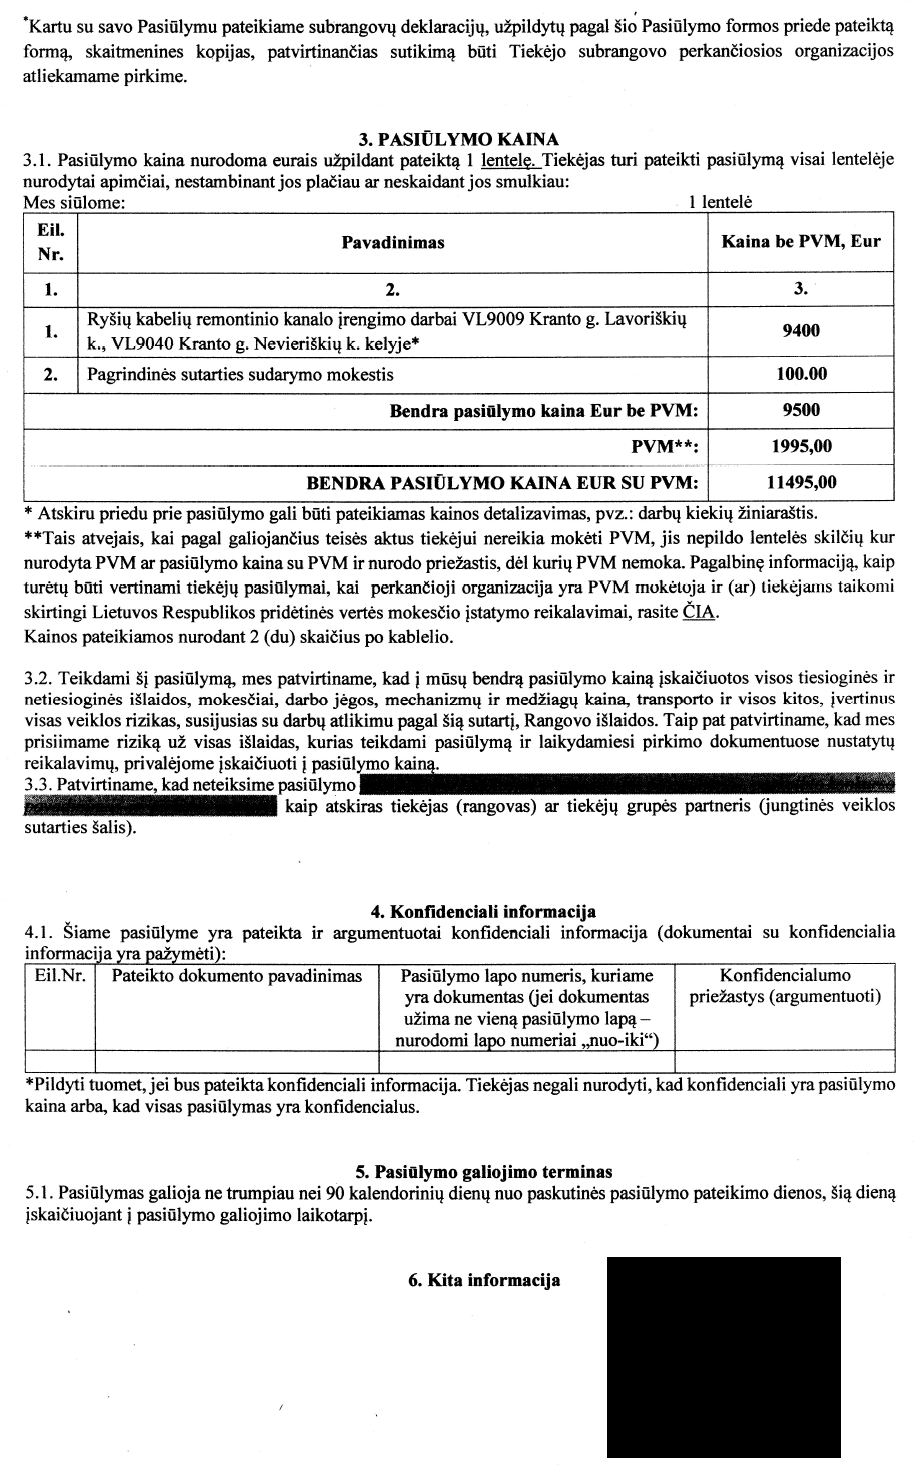 *Kartu su savo Pasiūlymu pateikiame subrangovų deklaracijų, užpildytų pagal šio Pasiūlymo formos priede pateiktą
formą, skaitmenines kopijas, patvirtinančias sutikimą būti Tiekėjo subrangovo perkančiosios organizacijos
atliekamame pirkime.
3. PASIŪLYMO KAINA
3.1. Pasiūlymo kaina nurodoma eurais užpildant pateiktą 1 lentelę. Tiekėjas turi pateikti pasiūlymą visai lentelėje
nurodytai apimčiai, nestambinant jos plačiau ar neskaidant jos smulkiau:
Mes siūlome: 1 lentelė
Eil. Nr. Pavadinimas Kaina be PVM, Eur
1. 2. 3.
1. Ryšių kabelių remontinio kanalo įrengimo darbai VL9009 Kranto g. Lavoriškių
k., VL9040 Kranto g. Nevieriškių k. kelyje* 9400
2. Pagrindinės sutarties sudarymo mokestis 100.00
Bendra pasiūlymo kaina Eur be PVM: 9500
PVM**: 1995,00
BENDRA PASIŪLYMO KAINA EUR SU PVM: 11495,00
* Atskiru priedu prie pasiūlymo gali būti pateikiamas kainos detalizavimas, pvz.: darbų kiekių žiniaraštis.
**Tais atvejais, kai pagal galiojančius teisės aktus tiekėjui nereikia mokėti PVM, jis nepildo lentelės skilčių kur
nurodyta PVM ar pasiūlymo kaina su PVM ir nurodo priežastis, dėl kurių PVM nemoka. Pagalbinę informaciją, kaip
turėtų būti vertinami tiekėjų pasiūlymai, kai perkančioji organizacija yra PVM mokėtoja ir (ar) tiekėjams taikomi
skirtingi Lietuvos Respublikos pridėtinės vertės mokesčio įstatymo reikalavimai, rasite ČIA.
Kainos pateikiamos nurodant 2 (du) skaičius po kablelio.
3.2. Teikdami šį pasiūlymą, mes patvirtiname, kad į mūsų bendrą pasiūlymo kainą įskaičiuotos visos tiesioginės ir
netiesioginės išlaidos, mokesčiai, darbo jėgos, mechanizmų ir medžiagų kaina, transporto ir visos kitos, įvertinus
visas veiklos rizikas, susijusias su darbų atlikimu pagal šią sutartį, Rangovo išlaidos. Taip pat patvirtiname, kad mes
prisiimame riziką už visas išlaidas, kurias teikdami pasiūlymą ir laikydamiesi pirkimo dokumentuose nustatytų
reikalavimų, privalėjome įskaičiuoti į pasiūlymo kainą.
3.3. Patvirtiname, kad neteiksime pasiūlymo
kaip atskiras tiekėjas (rangovas) ar tiekėjų grupės partneris (jungtinės veiklos
sutarties šalis).
4. Konfidenciali informacija
4.1. Šiame pasiūlyme yra pateikta ir argumentuotai konfidenciali informacija (dokumentai su konfidencialia
informacija yra pažymėti):
Eil.Nr. Pateikto dokumento pavadinimas Pasiūlymo lapo numeris, kuriame
yra dokumentas (jei dokumentas
užima ne vieną pasiūlymo lapą –
nurodomi lapo numeriai „nuo-iki“) Konfidencialumo
priežastys (argumentuoti)
*Pildyti tuomet, jei bus pateikta konfidenciali informacija. Tiekėjas negali nurodyti, kad konfidenciali yra pasiūlymo
kaina arba, kad visas pasiūlymas yra konfidencialus.
5. Pasiūlymo galiojimo terminas
5.1. Pasiūlymas galioja ne trumpiau nei 90 kalendorinių dienų nuo paskutinės pasiūlymo pateikimo dienos, šią dieną
įskaičiuojant į pasiūlymo galiojimo laikotarpį.
6. Kita informacija